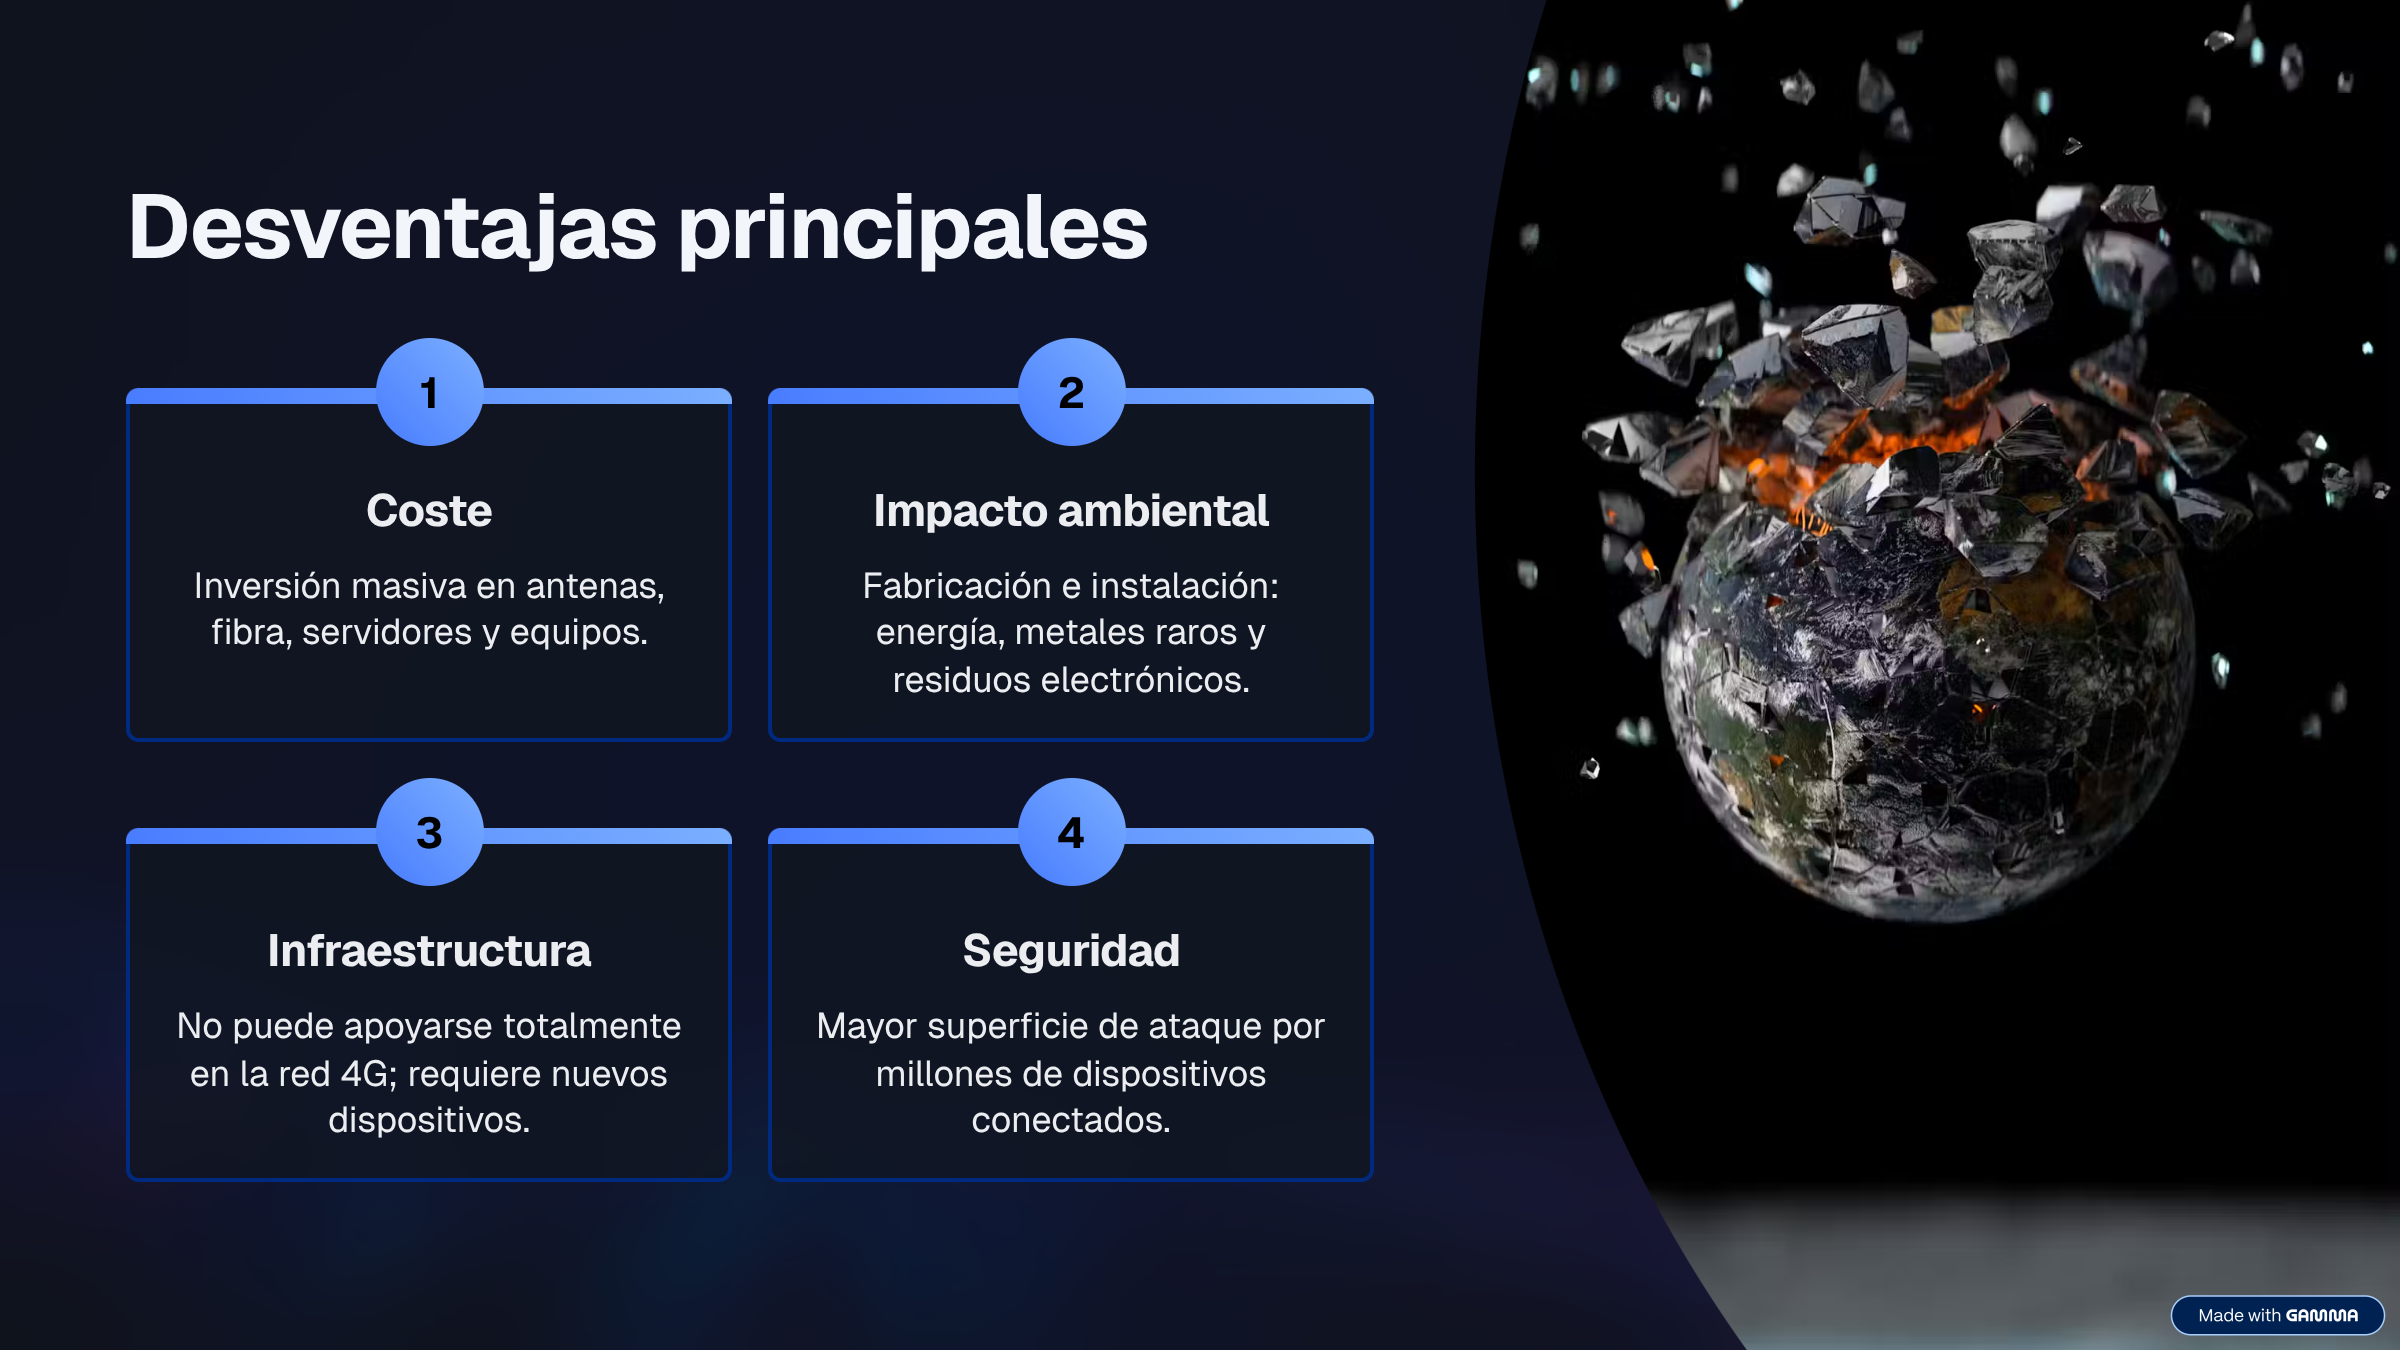 Desventajas principales
1
Coste
Inversión masiva en antenas,
fibra, servidores y equipos.
2
Impacto ambiental
Fabricación e instalación:
energía, metales raros y
residuos electrónicos.
3
Infraestructura
No puede apoyarse totalmente
en la red 4G; requiere nuevos
dispositivos.
4
Seguridad
Mayor superficie de ataque por
millones de dispositivos
conectados.
Made with GAMMA